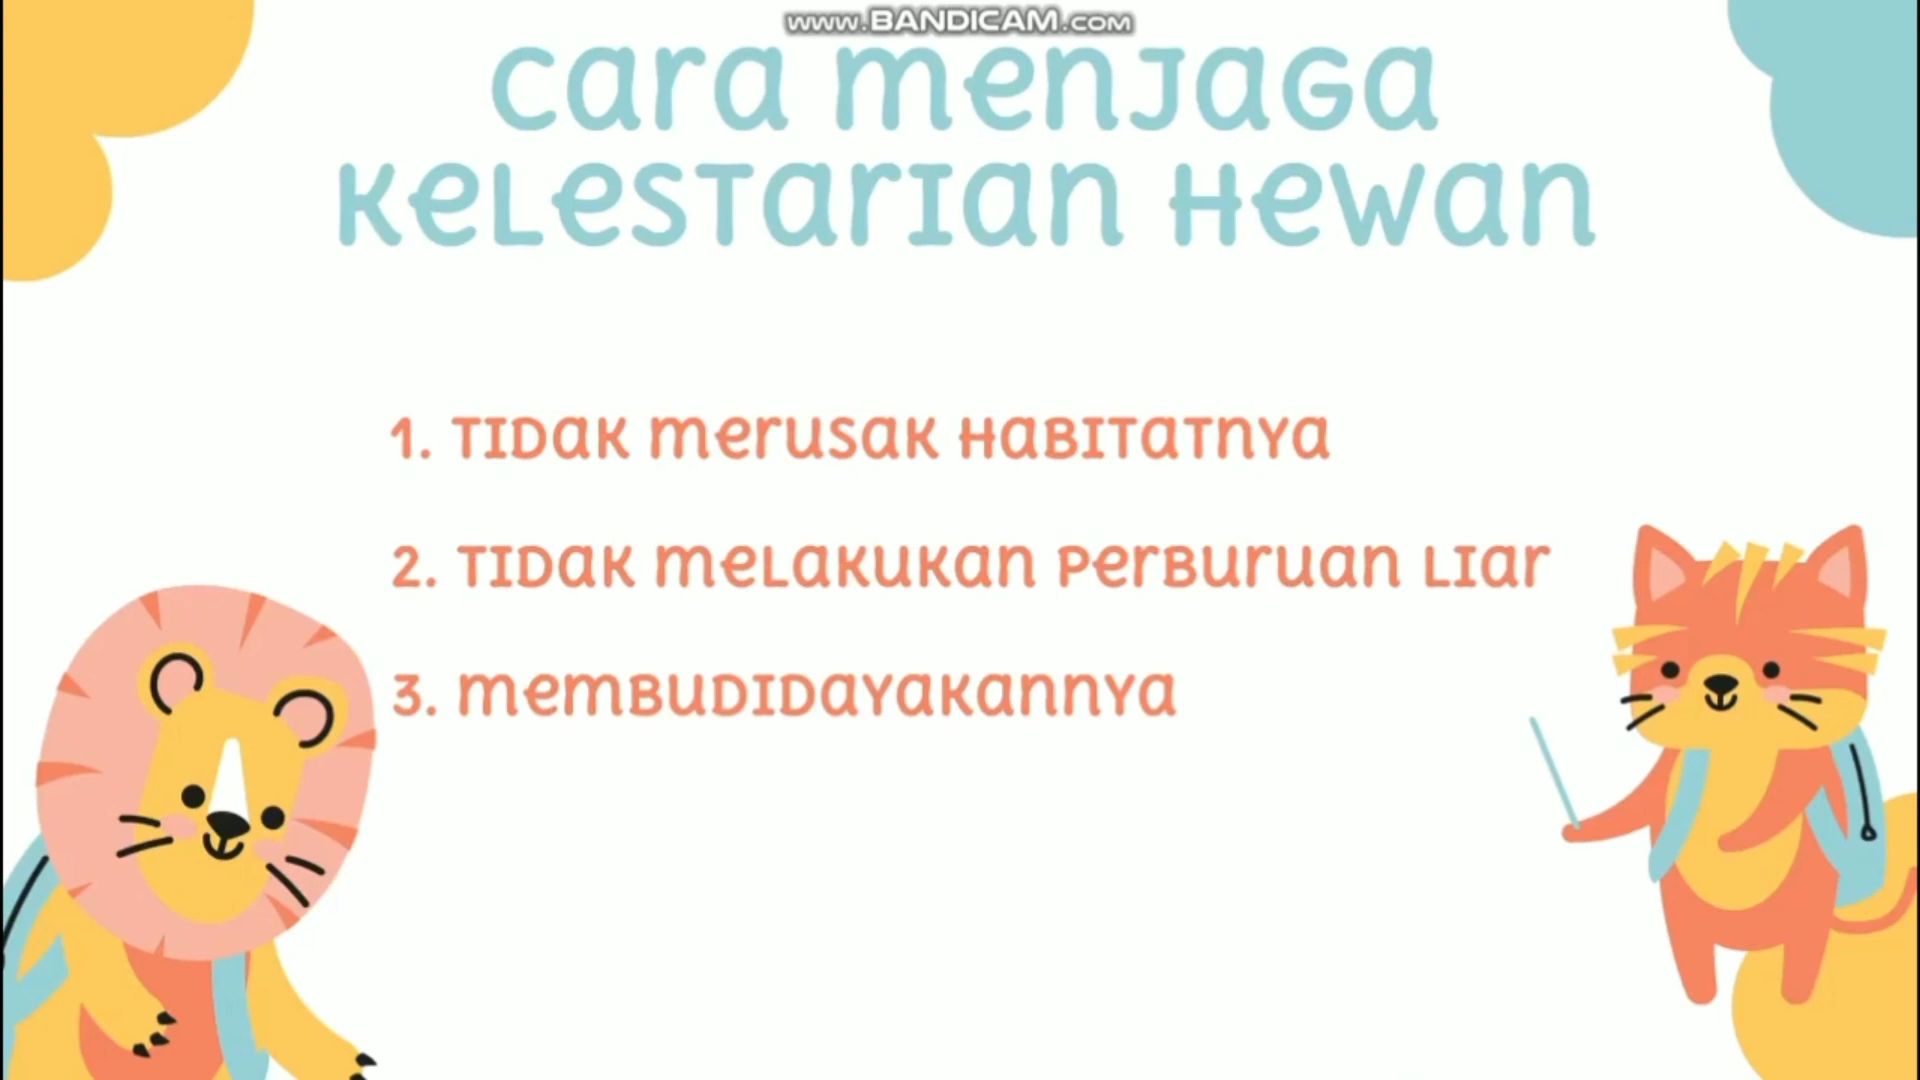 www.BANDICAM.com
cara menjaga
kelestarian hewan
1. Tidak merusak habitatnya
2. Tidak melakukan perburuan liar
3. membudidayakannya